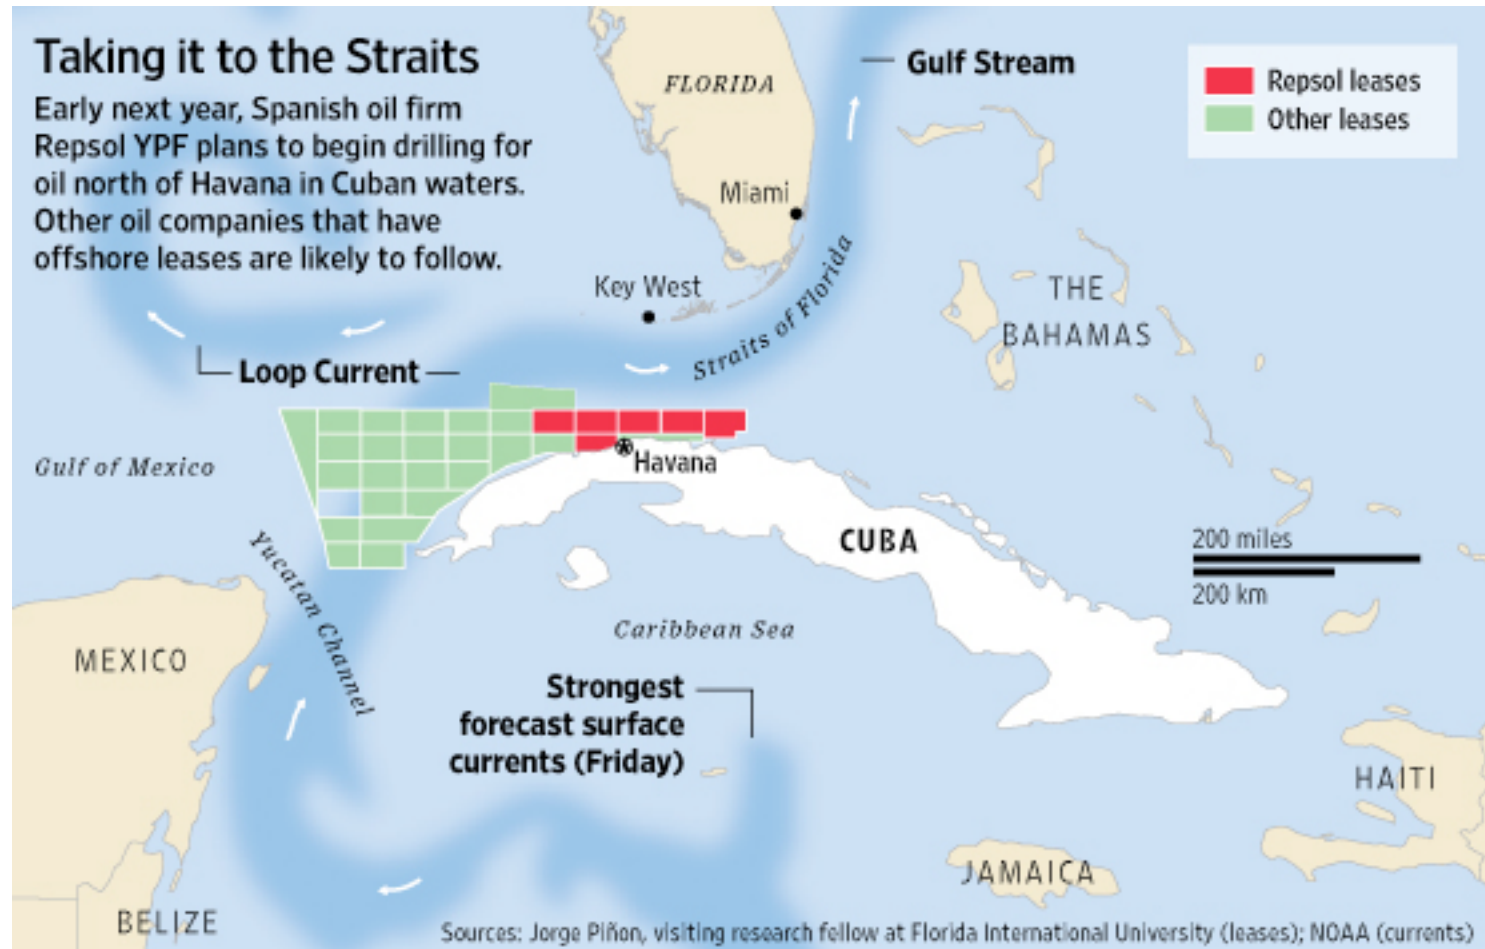 Taking it to the Straits
Early next year, Spanish oil firm
Repsol YPF plans to begin drilling for
oil north of Havana in Cuban waters.
Other oil companies that have
offshore leases are likely to follow.
FLORIDA
Gulf Stream
Repsol leases
Other leases
Miami
Key West
Straits of Florida
THE
BAHAMAS
Loop Current
Gulf of Mexico
Havana
CUBA
200 miles
200 km
Yucatan Channel
Caribbean Sea
MEXICO
Strongest
forecast surface
currents (Friday)
HAITI
JAMAICA
BELIZE
Sources: Jorge Piñon, visiting research fellow at Florida International University (leases); NOAA (currents)